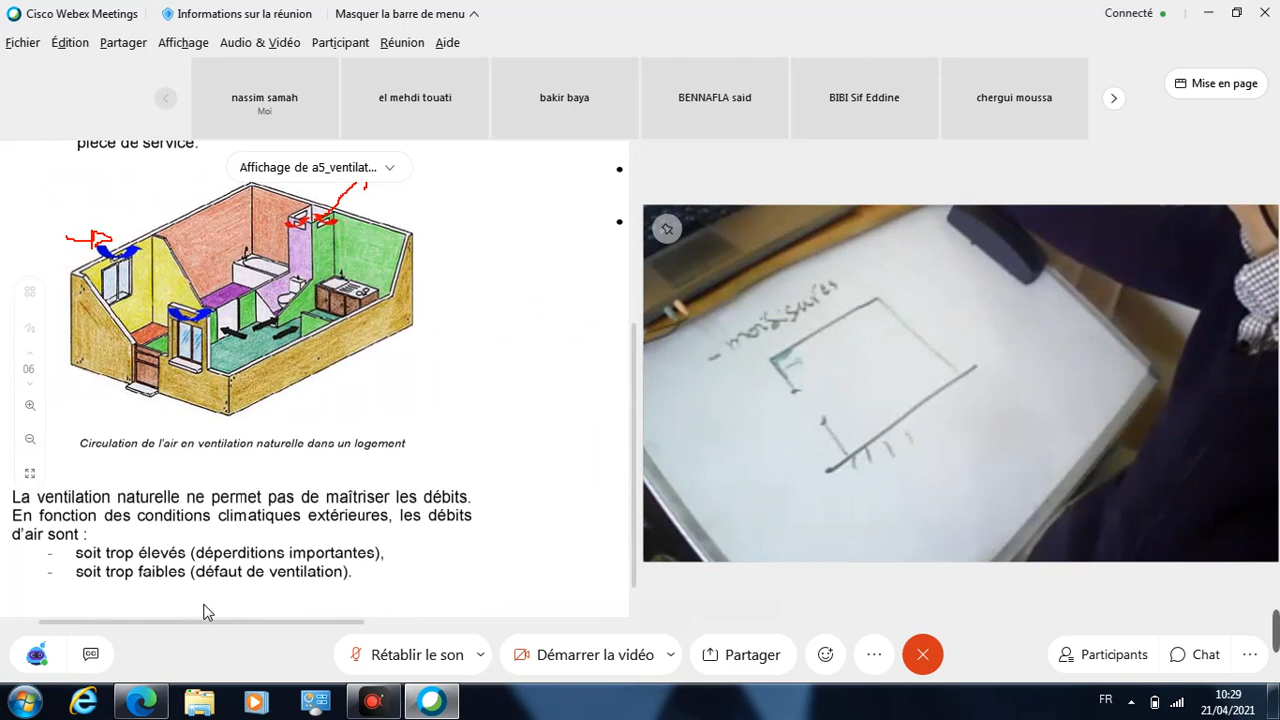 Cisco Webex Meetings
Informations sur la réunion
Masquer la barre de menu
Connecté
Fichier Édition Partager Affichage Audio & Vidéo Participant Réunion Aide
nassim samah
Moi
el mehdi touati
bakir baya
BENNAFLA said
BIBI Sif Eddine
chergui moussa
Mise en page
pièce de service.
Affichage de a5_ventilat...
06
- moisissures
Circulation de l'air en ventilation naturelle dans un logement
La ventilation naturelle ne permet pas de maîtriser les débits.
En fonction des conditions climatiques extérieures, les débits
d'air sont :
- soit trop élevés (déperditions importantes),
- soit trop faibles (défaut de ventilation).
CC
Rétablir le son
Démarrer la vidéo
Partager
Participants
Chat
FR
10:29
21/04/2021